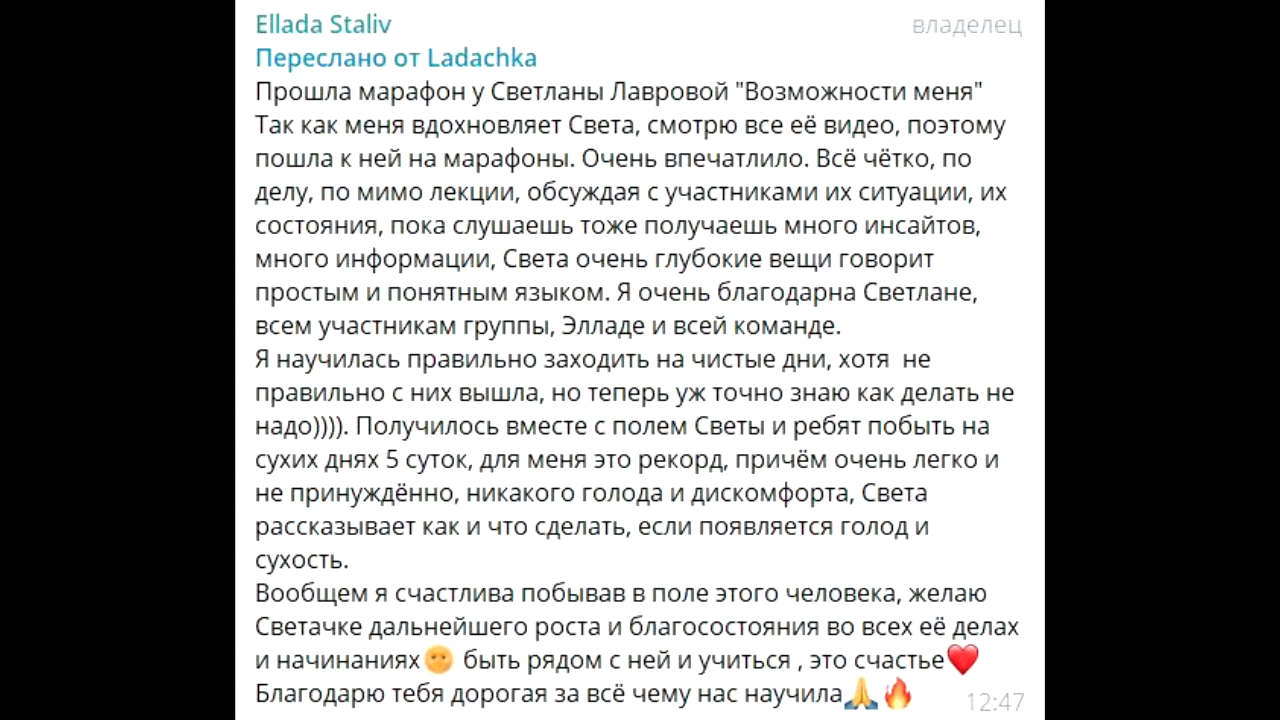 Ellada Staliv владелец
Переслано от Ladachka
Прошла марафон у Светланы Лавровой "Возможности меня"
Так как меня вдохновляет Света, смотрю все её видео, поэтому
пошла к ней на марафоны. Очень впечатлило. Всё чётко, по
делу, по мимо лекции, обсуждая с участниками их ситуации, их
состояния, пока слушаешь тоже получаешь много инсайтов,
много информации, Света очень глубокие вещи говорит
простым и понятным языком. Я очень благодарна Светлане,
всем участникам группы, Элладе и всей команде.
Я научилась правильно заходить на чистые дни, хотя  не
правильно с них вышла, но теперь уж точно знаю как делать не
надо)))). Получилось вместе с полем Светы и ребят побыть на
сухих днях 5 суток, для меня это рекорд, причём очень легко и
не принуждённо, никакого голода и дискомфорта, Света
рассказывает как и что сделать, если появляется голод и
сухость.
Вообщем я счастлива побывав в поле этого человека, желаю
Светачке дальнейшего роста и благосостояния во всех её делах
и начинаниях быть рядом с ней и учиться , это счастье❤️
Благодарю тебя дорогая за всё чему нас научила🙏🔥 12:47